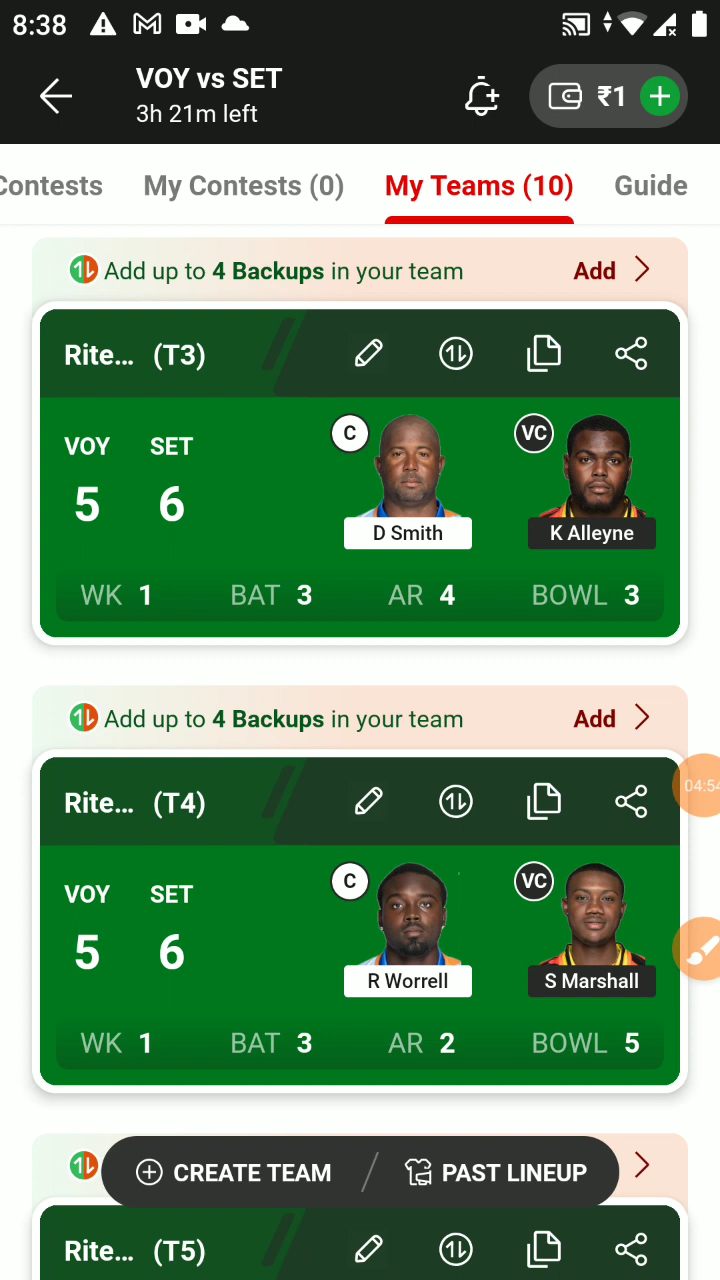 8:38
VOY vs SET
3h 21m left
₹1
Contests My Contests (0) My Teams (10) Guide
Add up to 4 Backups in your team Add
Rite... (T3)
VOY SET C VC
5 6
D Smith K Alleyne
WK 1 BAT 3 AR 4 BOWL 3
Add up to 4 Backups in your team Add
Rite... (T4)
04:54
VOY SET C VC
5 6
R Worrell S Marshall
WK 1 BAT 3 AR 2 BOWL 5
CREATE TEAM PAST LINEUP
Rite... (T5)